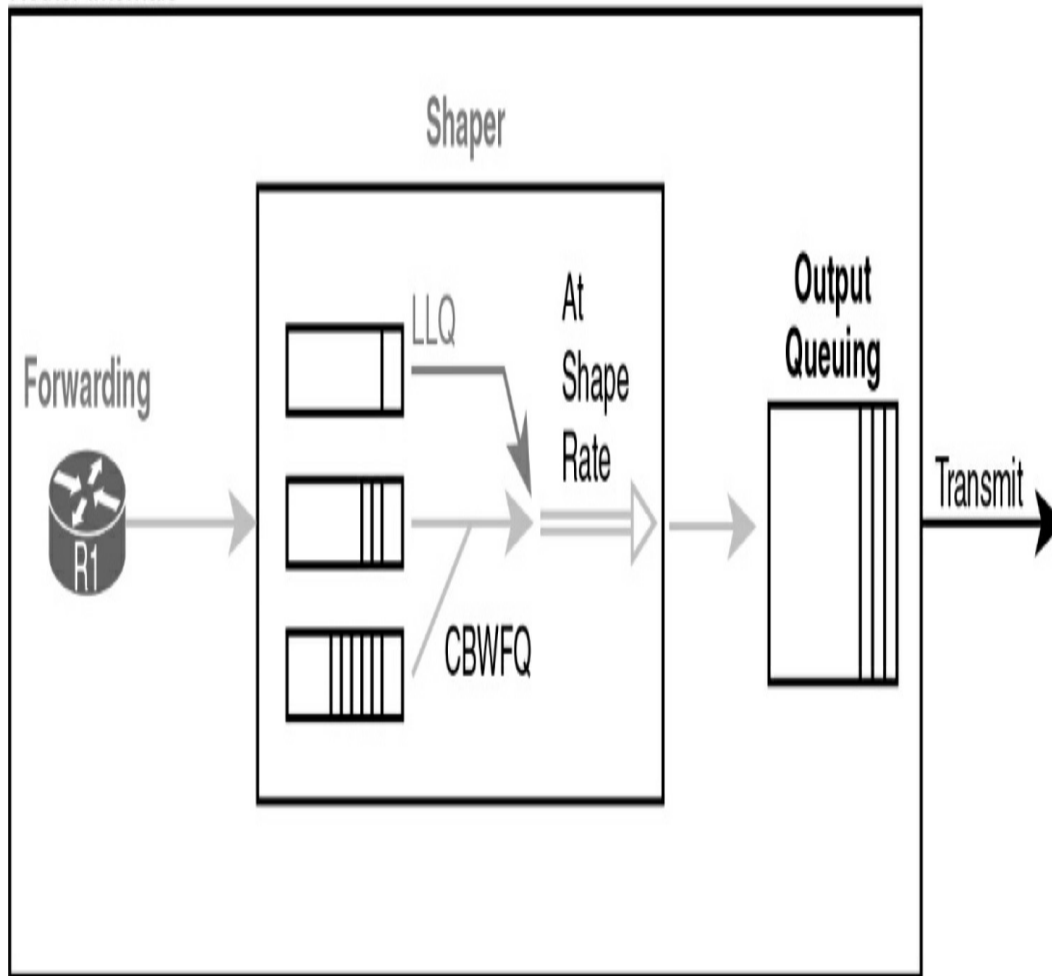 Shaper
LLQ
At
Shape
Rate
Output
Queuing
Forwarding
R1
CBWFQ
Transmit